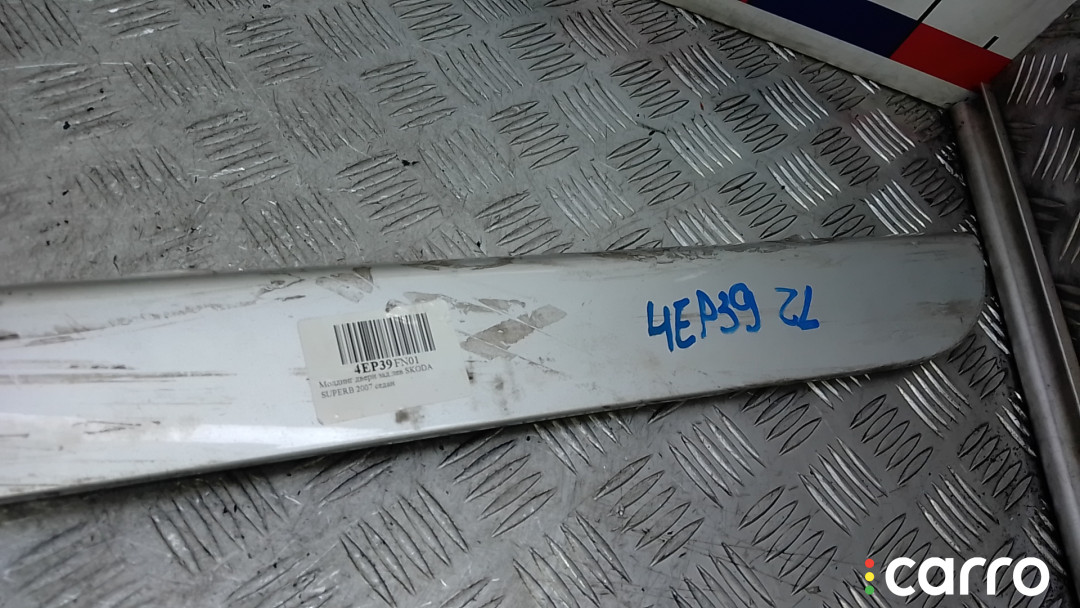 4EP39 ZL
4EP39FN01
Молдинг двери зад.лев SKODA
SUPERB 2007 седан
carro